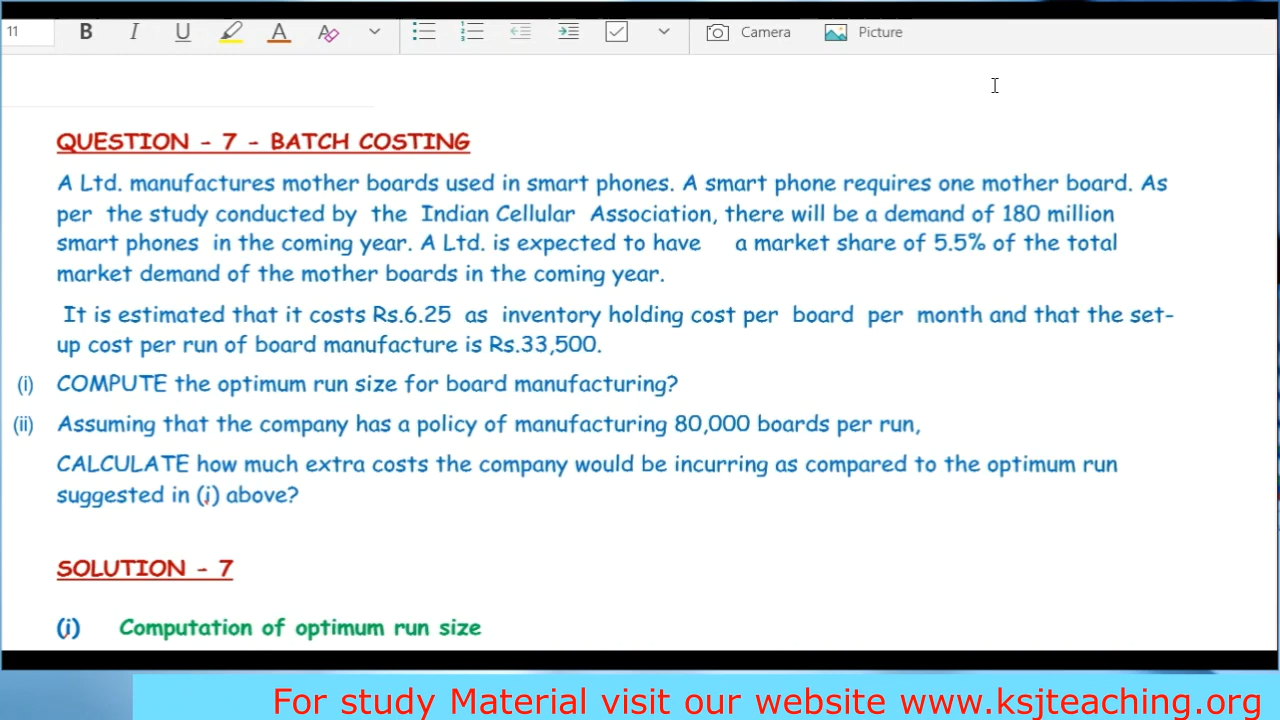 11 B I U A A Camera Picture
QUESTION - 7 - BATCH COSTING
A Ltd. manufactures mother boards used in smart phones. A smart phone requires one mother board. As
per the study conducted by the Indian Cellular Association, there will be a demand of 180 million
smart phones in the coming year. A Ltd. is expected to have a market share of 5.5% of the total
market demand of the mother boards in the coming year.
It is estimated that it costs Rs.6.25 as inventory holding cost per board per month and that the set-
up cost per run of board manufacture is Rs.33,500.
(i) COMPUTE the optimum run size for board manufacturing?
(ii) Assuming that the company has a policy of manufacturing 80,000 boards per run,
CALCULATE how much extra costs the company would be incurring as compared to the optimum run
suggested in (i) above?
SOLUTION - 7
(i) Computation of optimum run size
For study Material visit our website www.ksjteaching.org